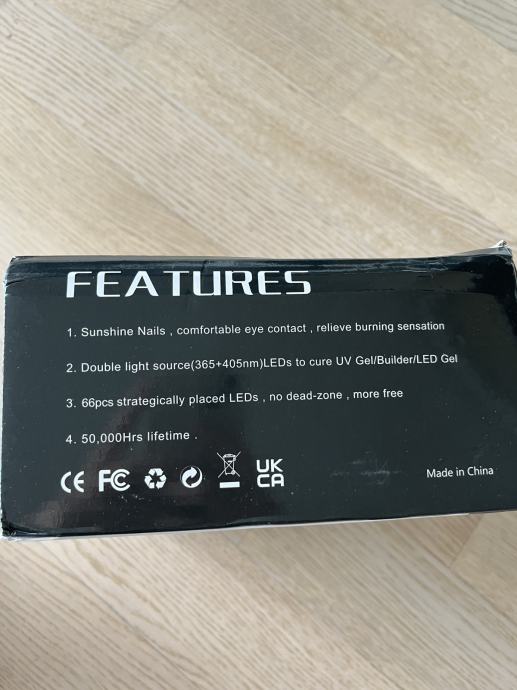 FEATURES
1. Sunshine Nails , comfortable eye contact , relieve burning sensation
2. Double light source(365+405nm)LEDs to cure UV Gel/Builder/LED Gel
3. 66pcs strategically placed LEDs , no dead-zone , more free
4. 50,000Hrs lifetime .
CE FC UK CA Made in China